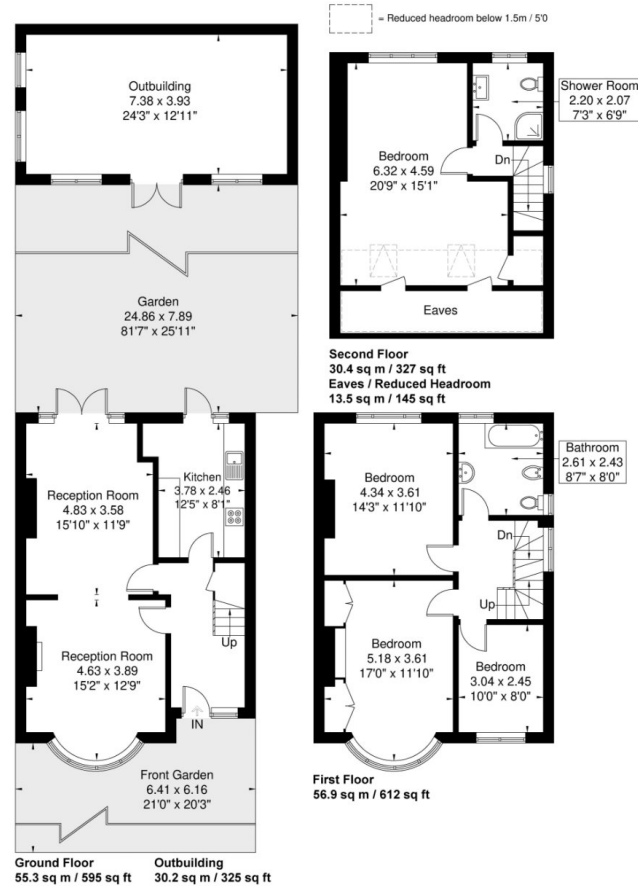 = Reduced headroom below 1.5m / 5'0
Outbuilding
7.38 x 3.93
24'3" x 12'11"
Shower Room
2.20 x 2.07
7'3" x 6'9"
Bedroom
6.32 x 4.59
20'9" x 15'1"
Dn
Eaves
Second Floor
30.4 sq m / 327 sq ft
Eaves / Reduced Headroom
13.5 sq m / 145 sq ft
Garden
24.86 x 7.89
81'7" x 25'11"
Reception Room
4.83 x 3.58
15'10" x 11'9"
Kitchen
3.78 x 2.46
12'5" x 8'1"
Reception Room
4.63 x 3.89
15'2" x 12'9"
Up
IN
Front Garden
6.41 x 6.16
21'0" x 20'3"
Ground Floor
55.3 sq m / 595 sq ft
Outbuilding
30.2 sq m / 325 sq ft
Bedroom
4.34 x 3.61
14'3" x 11'10"
Bathroom
2.61 x 2.43
8'7" x 8'0"
Dn
Up
Bedroom
5.18 x 3.61
17'0" x 11'10"
Bedroom
3.04 x 2.45
10'0" x 8'0"
First Floor
56.9 sq m / 612 sq ft